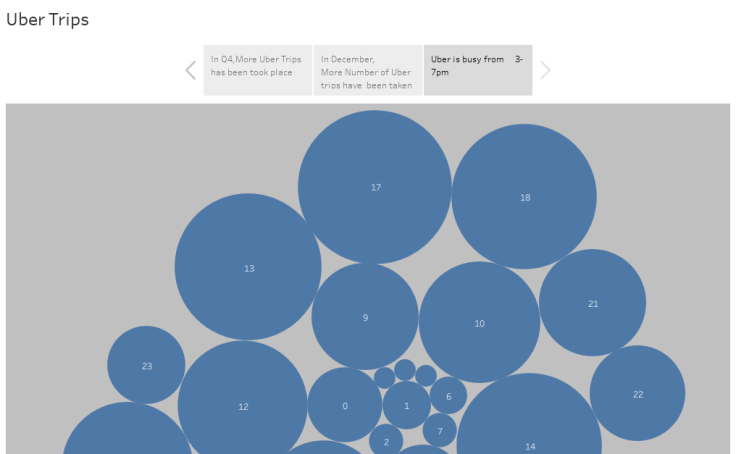 Uber Trips
In Q4,More Uber Trips
has been took place
In December,
More Number of Uber
trips have been taken
Uber is busy from 3-
7pm
17
18
13
21
9
10
23
22
6
0
1
12
7
2
14